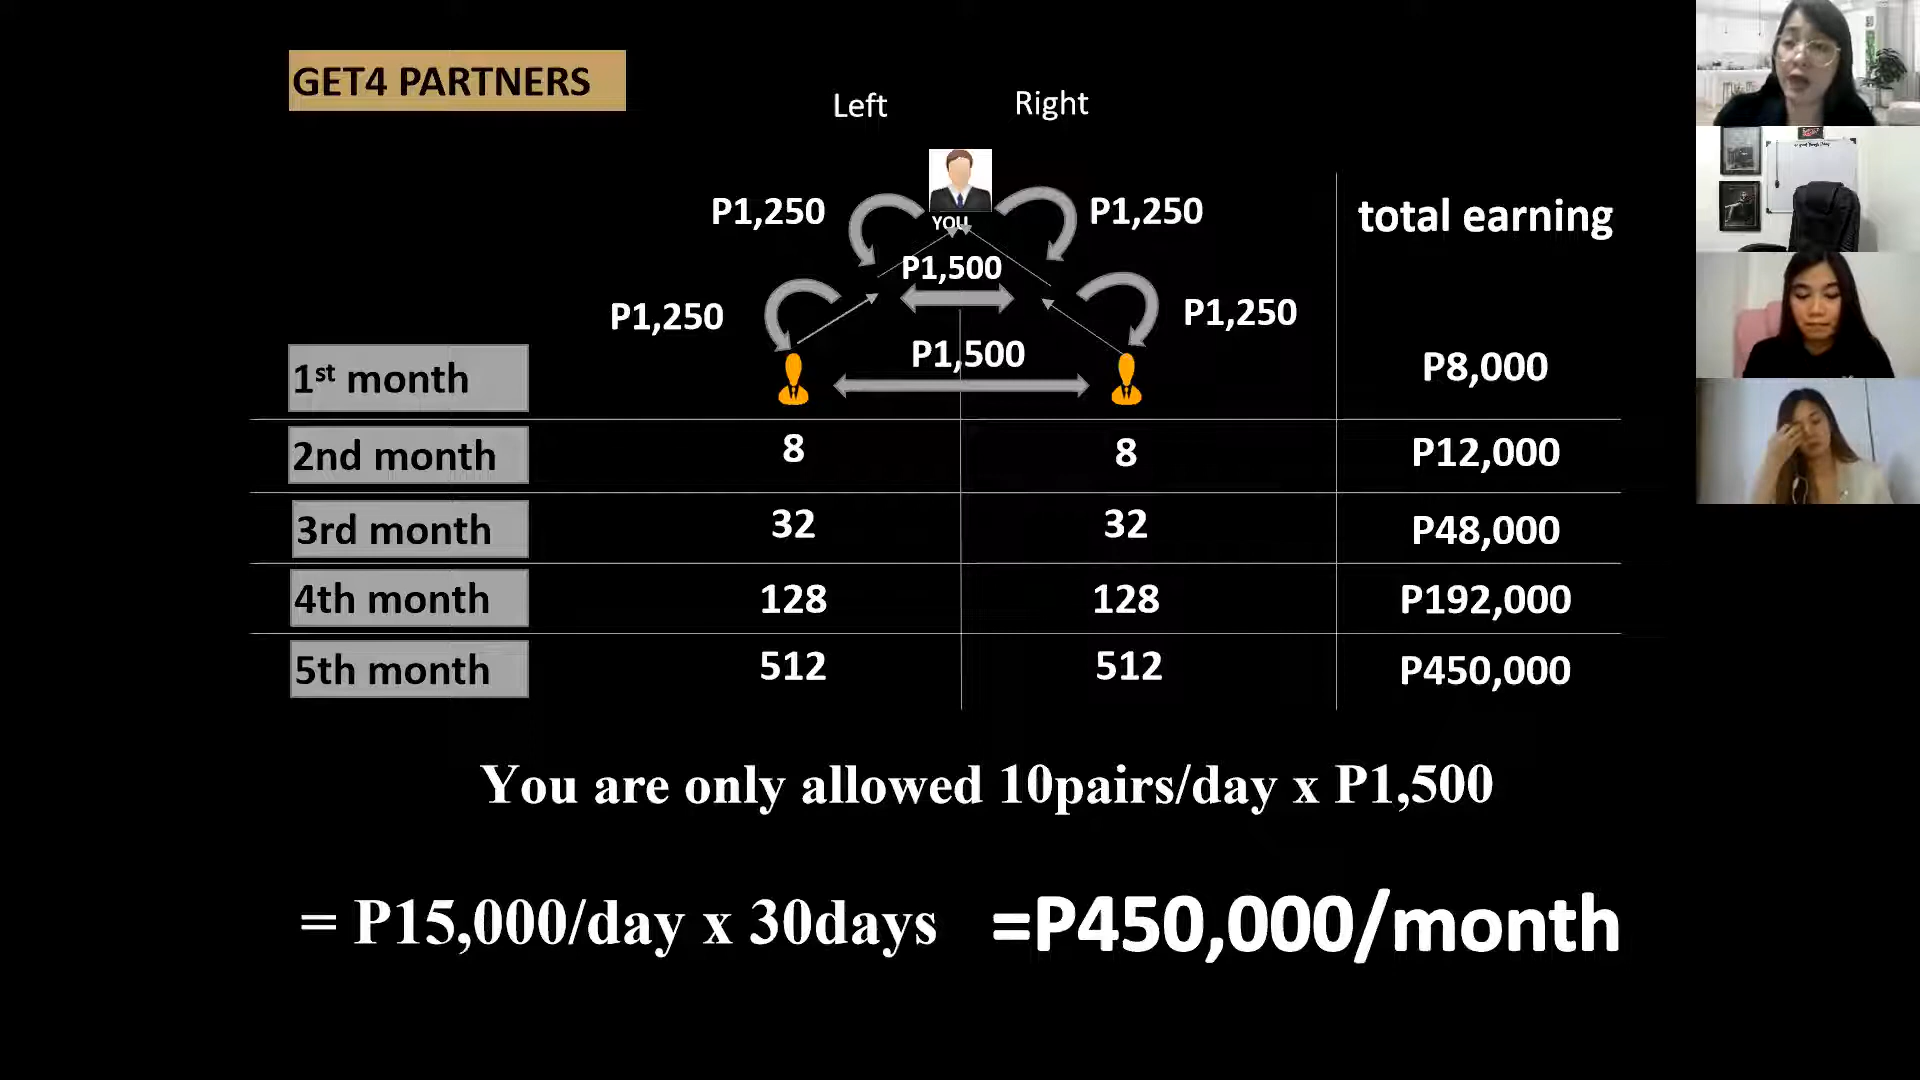 GET4 PARTNERS
Left
Right
P1,250
P1,250
YOU
total earning
P1,500
P1,250
P1,250
P1,500
1st month
P8,000
2nd month
8
8
P12,000
3rd month
32
32
P48,000
4th month
128
128
P192,000
5th month
512
512
P450,000
You are only allowed 10pairs/day x P1,500
= P15,000/day x 30days =P450,000/month